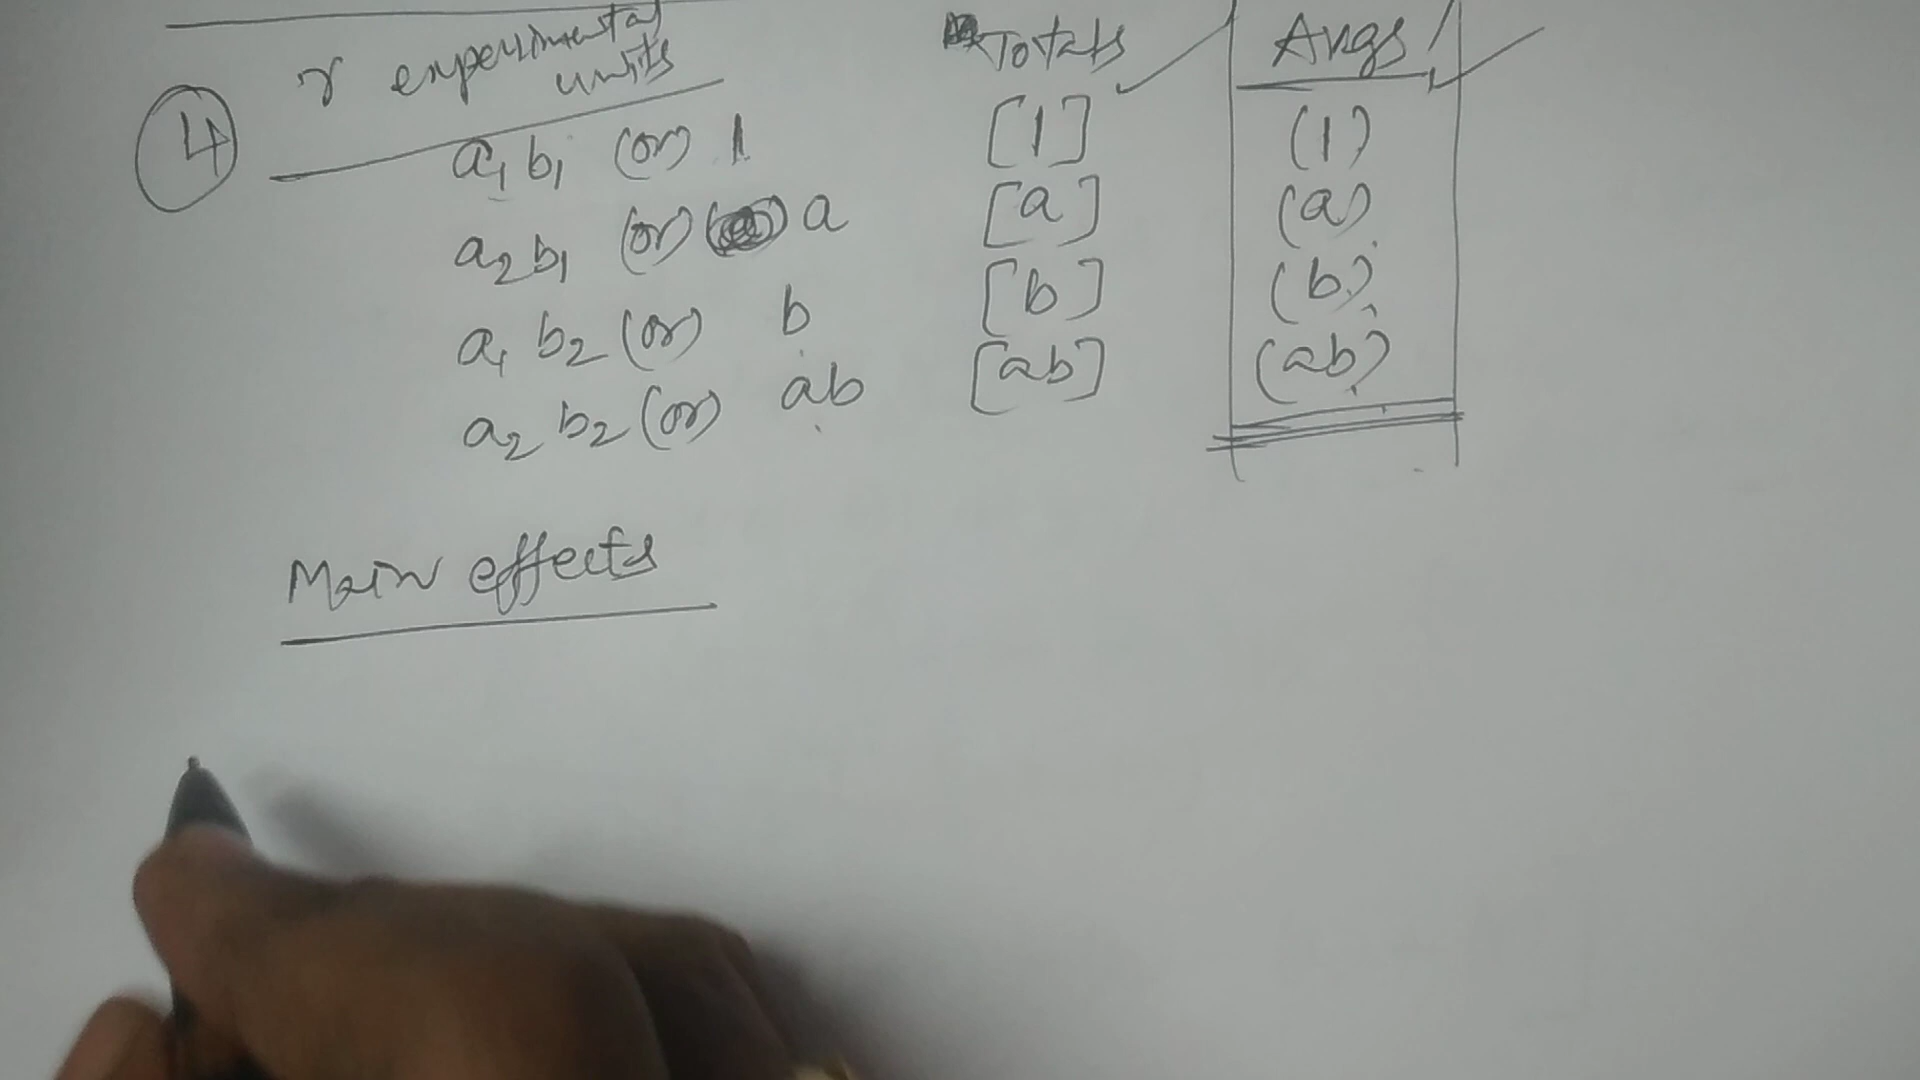 r experimental units Totals Avgs
4
a1 b1 (or) 1 [1] (1)
a2 b1 (or) a [a] (a)
a1 b2 (or) b [b] (b)
a2 b2 (or) ab [ab] (ab)
Main effects